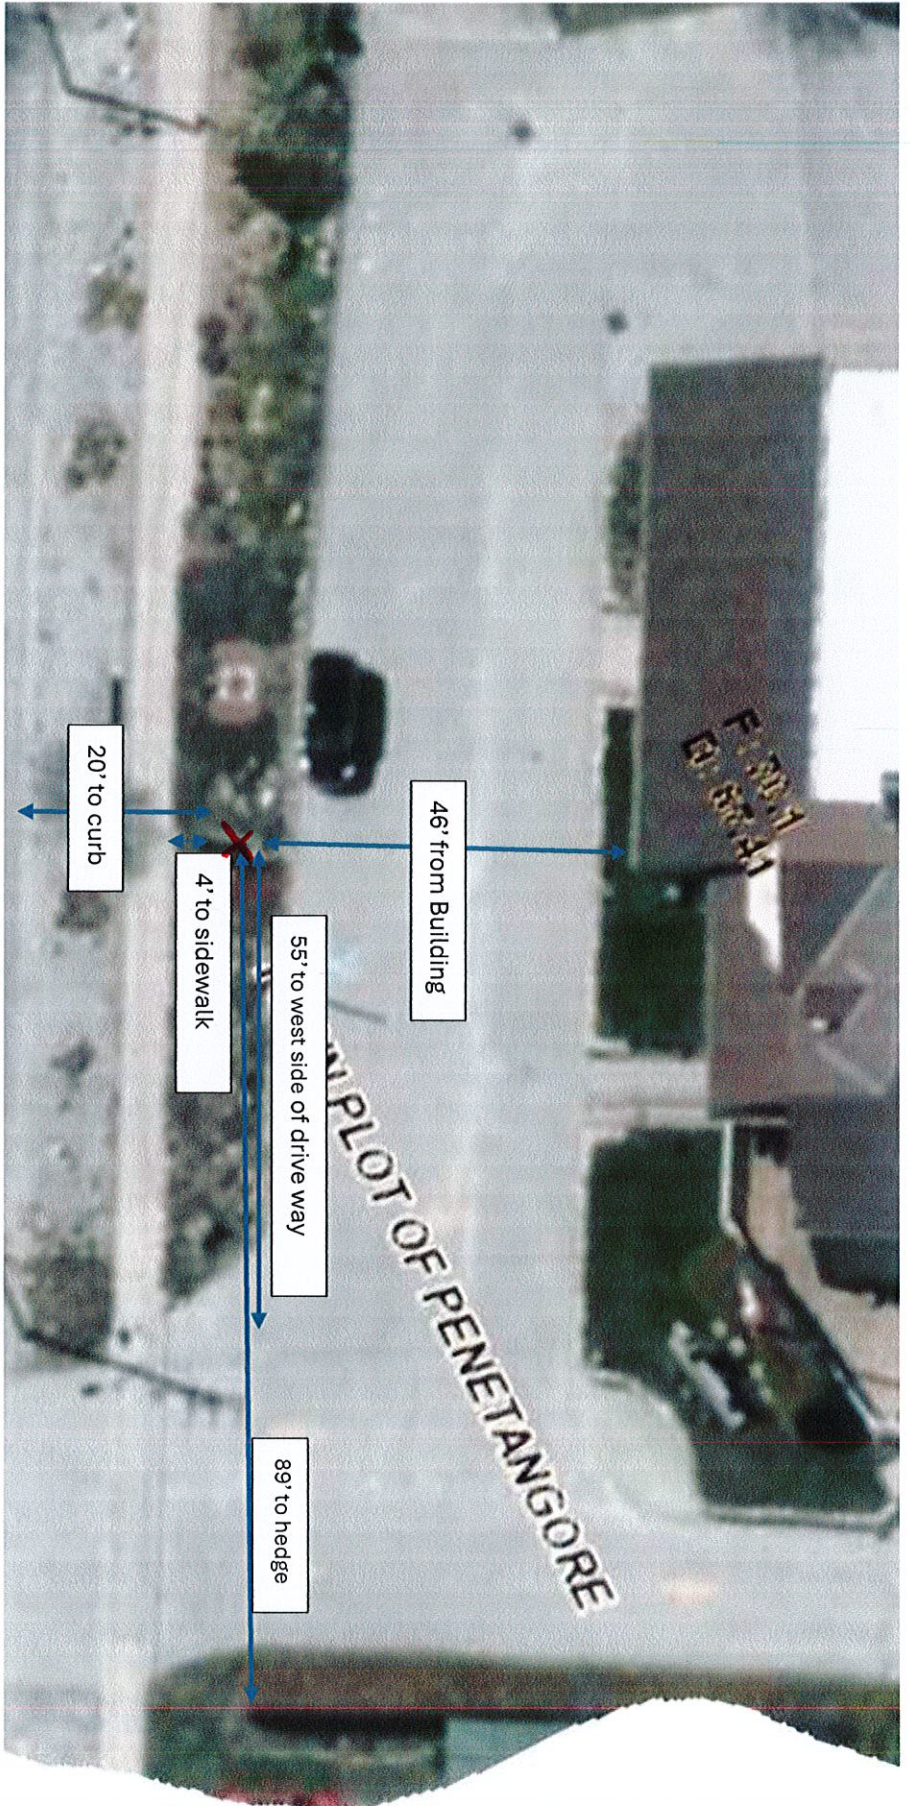 46' from Building
20' to curb
4' to sidewalk
55' to west side of drive way
89' to hedge
IN PLOT OF PENETANGORE